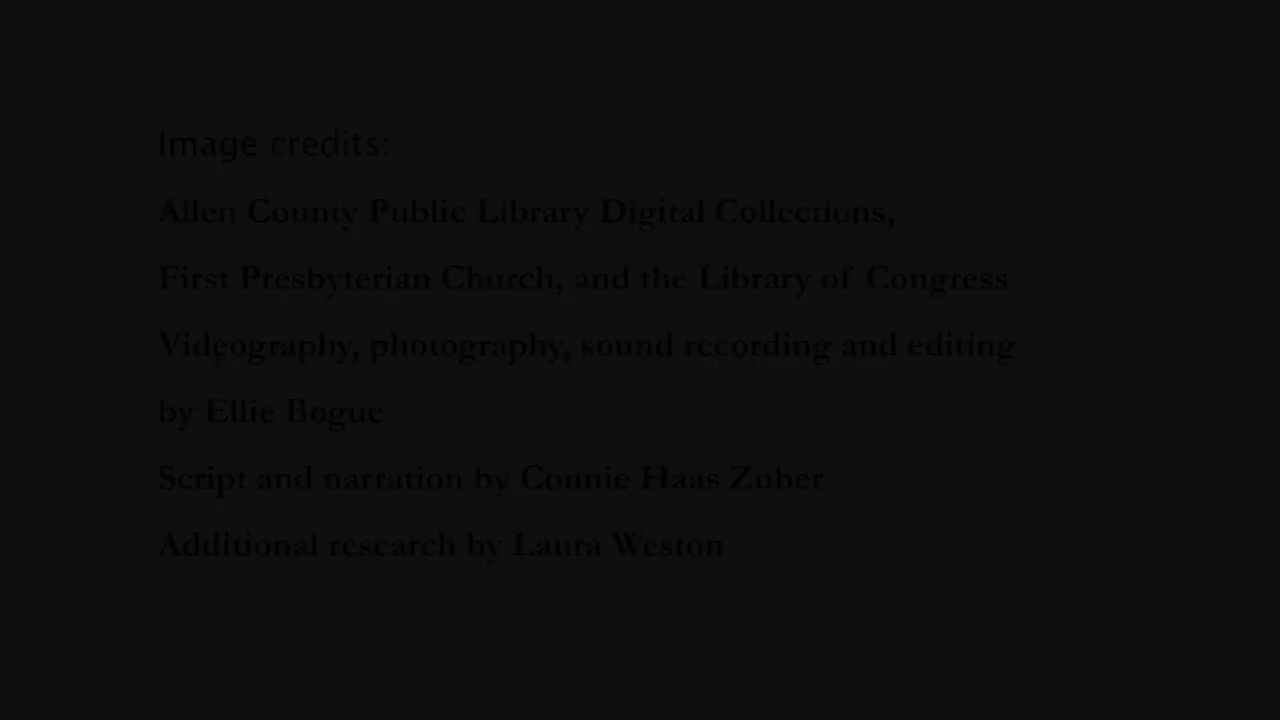 Image credits:
Allen County Public Library Digital Collections,
First Presbyterian Church, and the Library of Congress
Videography, photography, sound recording and editing
by Ellie Bogue
Script and narration by Connie Haas Zuber
Additional research by Laura Weston